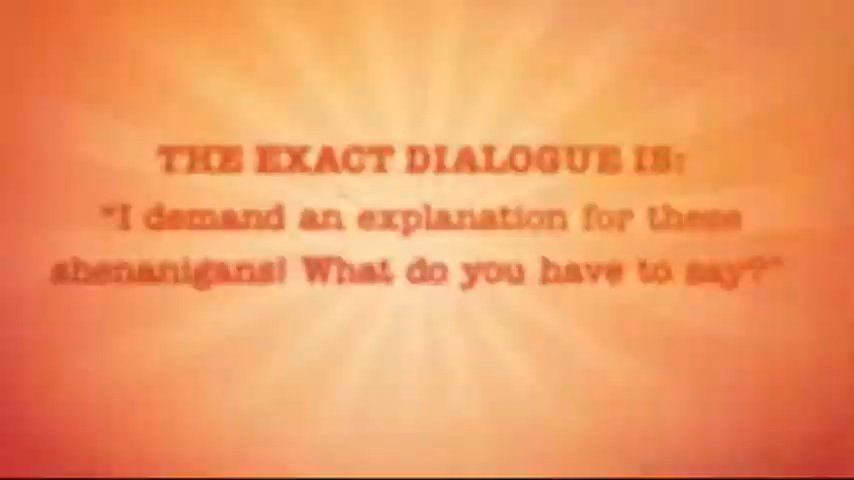 THE EXACT DIALOGUE IS:
"I demand an explanation for these
shenanigans! What do you have to say?"